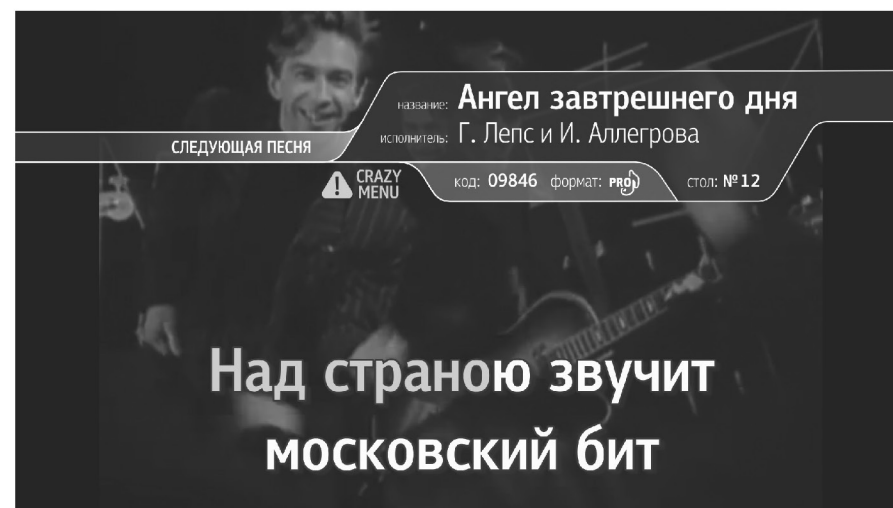 название: Ангел завтрешнего дня
исполнитель: Г. Лепс и И. Аллегрова
СЛЕДУЮЩАЯ ПЕСНЯ
CRAZY MENU
код: 09846 формат: PRO стол: №12
Над страною звучит
московский бит